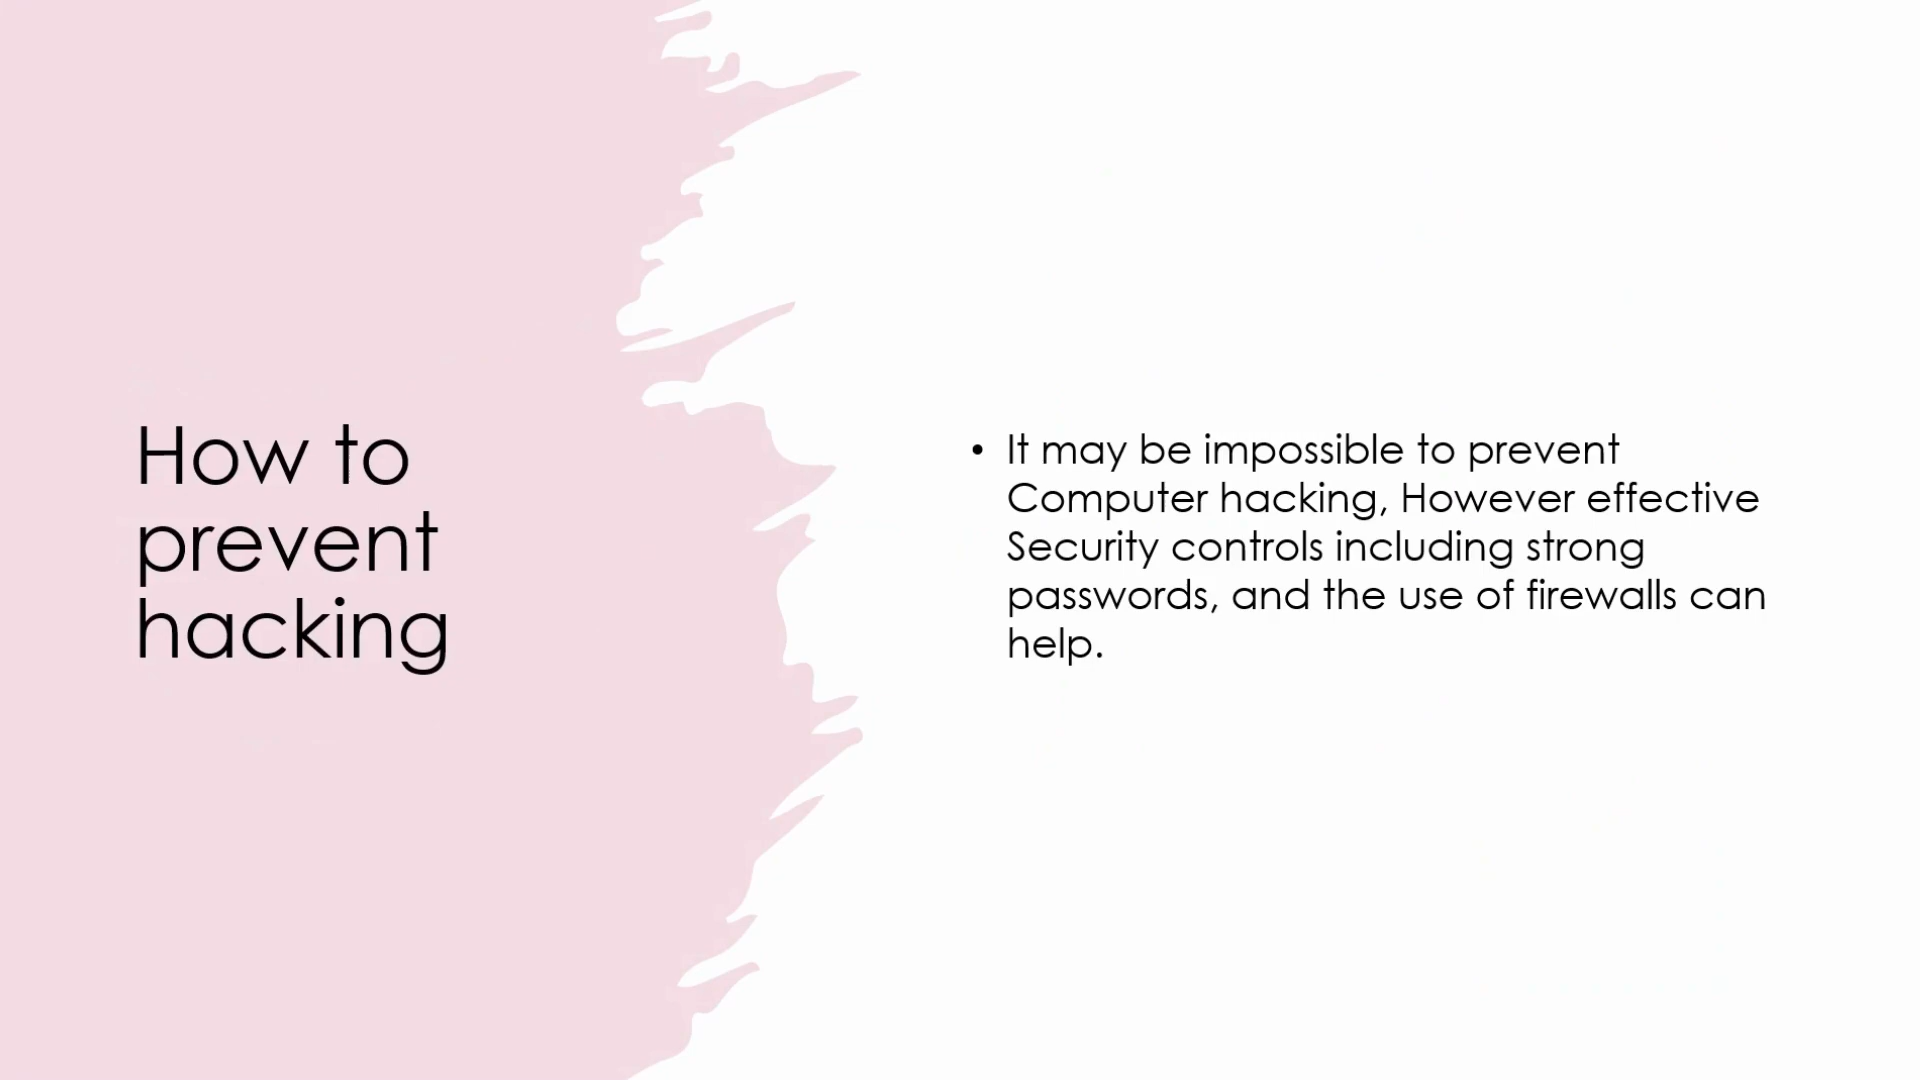 How to
prevent
hacking
• It may be impossible to prevent
Computer hacking, However effective
Security controls including strong
passwords, and the use of firewalls can
help.